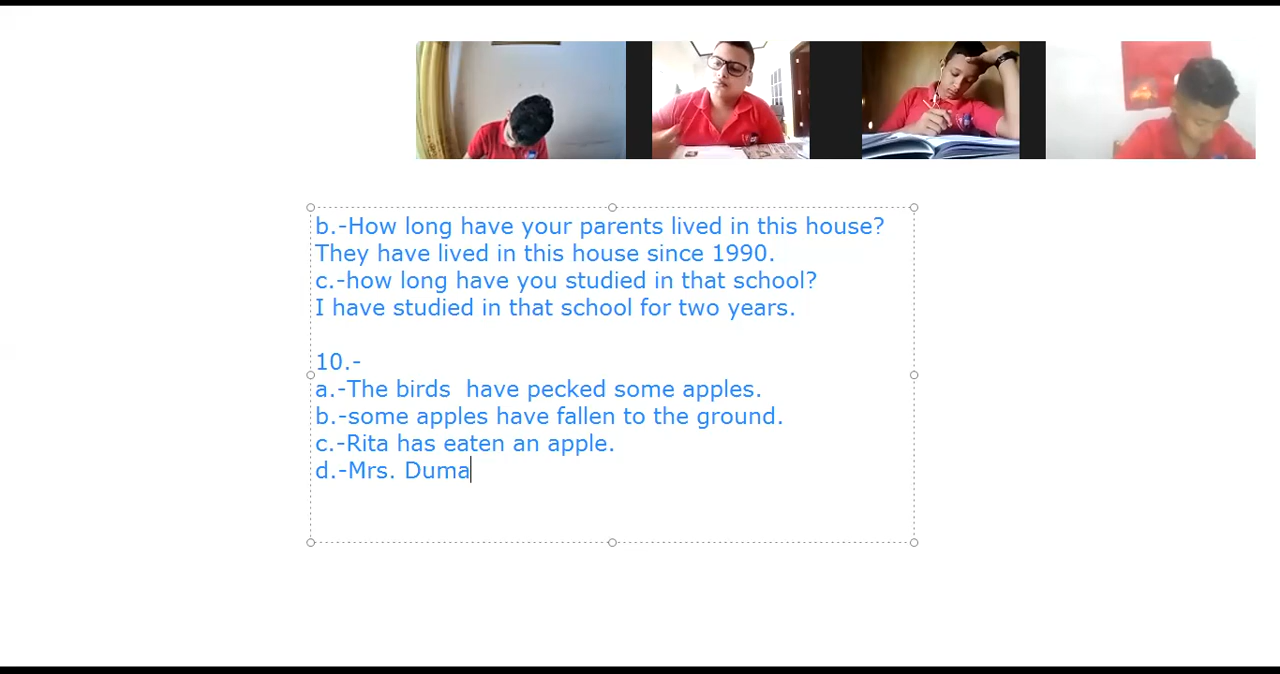 b.-How long have your parents lived in this house?
They have lived in this house since 1990.
c.-how long have you studied in that school?
I have studied in that school for two years.
10.-
a.-The birds  have pecked some apples.
b.-some apples have fallen to the ground.
c.-Rita has eaten an apple.
d.-Mrs. Duma